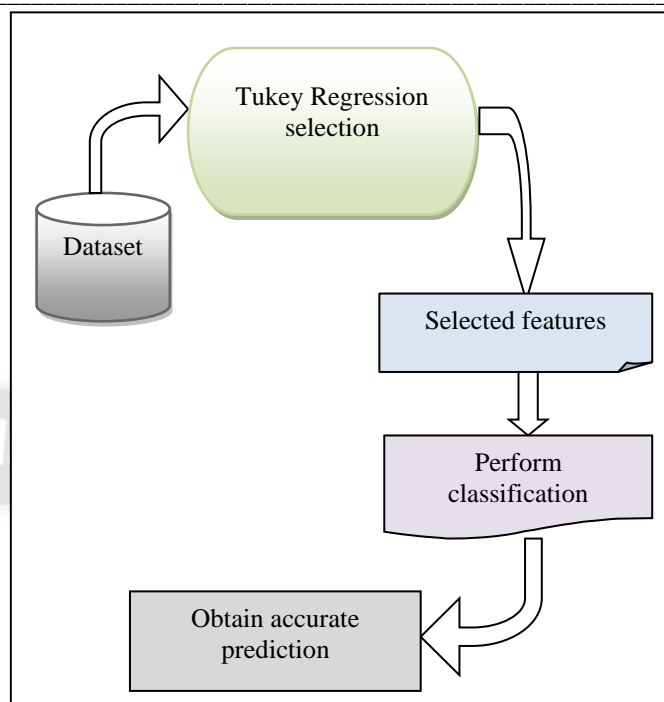 Tukey Regression
selection
Dataset
Selected features
Perform
classification
Obtain accurate
prediction